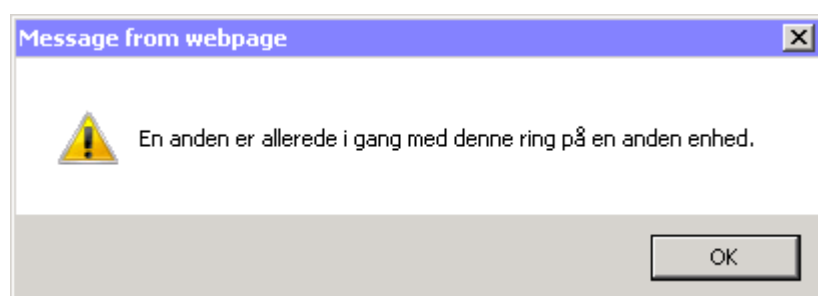 Message from webpage
En anden er allerede i gang med denne ring på en anden enhed.
OK